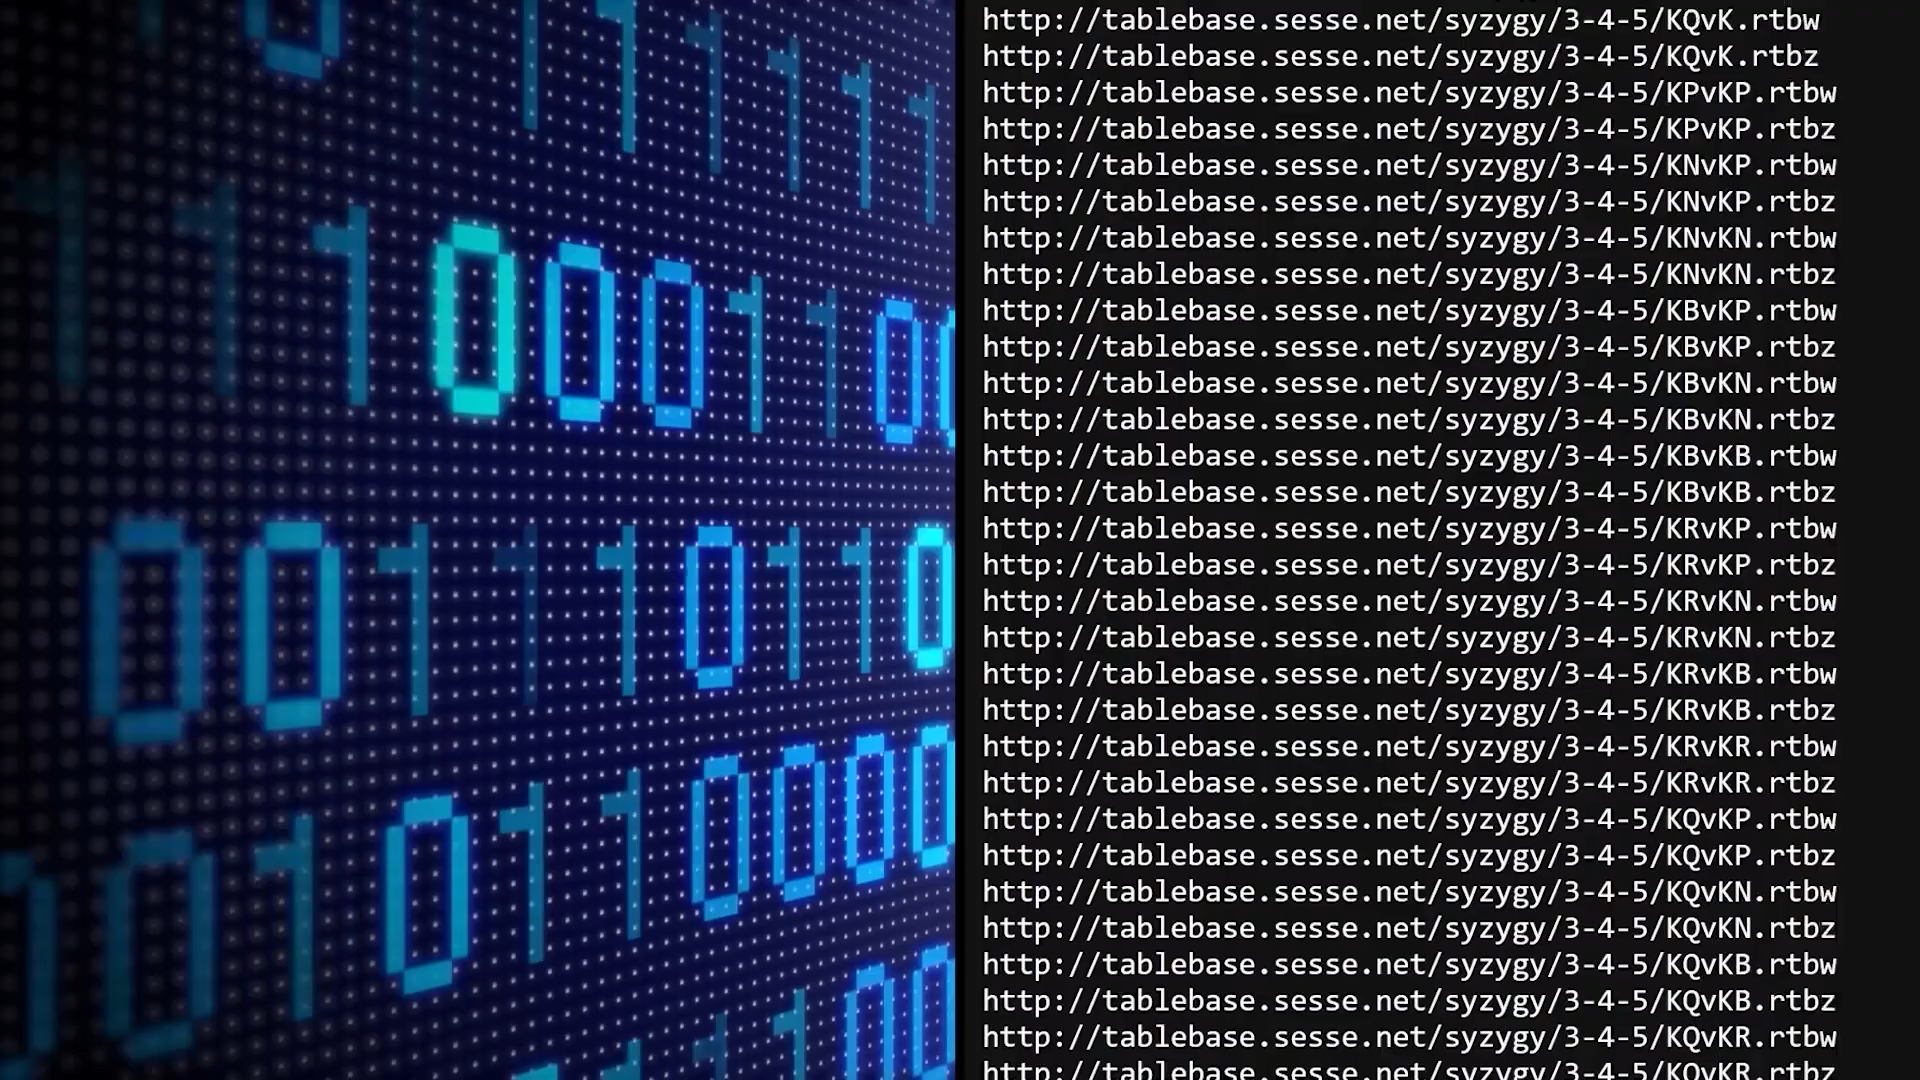 http://tablebase.sesse.net/syzygy/3-4-5/KQvK.rtbw
http://tablebase.sesse.net/syzygy/3-4-5/KQvK.rtbz
http://tablebase.sesse.net/syzygy/3-4-5/KPvKP.rtbw
http://tablebase.sesse.net/syzygy/3-4-5/KPvKP.rtbz
http://tablebase.sesse.net/syzygy/3-4-5/KNvKP.rtbw
http://tablebase.sesse.net/syzygy/3-4-5/KNvKP.rtbz
http://tablebase.sesse.net/syzygy/3-4-5/KNvKN.rtbw
http://tablebase.sesse.net/syzygy/3-4-5/KNvKN.rtbz
http://tablebase.sesse.net/syzygy/3-4-5/KBvKP.rtbw
http://tablebase.sesse.net/syzygy/3-4-5/KBvKP.rtbz
http://tablebase.sesse.net/syzygy/3-4-5/KBvKN.rtbw
http://tablebase.sesse.net/syzygy/3-4-5/KBvKN.rtbz
http://tablebase.sesse.net/syzygy/3-4-5/KBvKB.rtbw
http://tablebase.sesse.net/syzygy/3-4-5/KBvKB.rtbz
http://tablebase.sesse.net/syzygy/3-4-5/KRvKP.rtbw
http://tablebase.sesse.net/syzygy/3-4-5/KRvKP.rtbz
http://tablebase.sesse.net/syzygy/3-4-5/KRvKN.rtbw
http://tablebase.sesse.net/syzygy/3-4-5/KRvKN.rtbz
http://tablebase.sesse.net/syzygy/3-4-5/KRvKB.rtbw
http://tablebase.sesse.net/syzygy/3-4-5/KRvKB.rtbz
http://tablebase.sesse.net/syzygy/3-4-5/KRvKR.rtbw
http://tablebase.sesse.net/syzygy/3-4-5/KRvKR.rtbz
http://tablebase.sesse.net/syzygy/3-4-5/KQvKP.rtbw
http://tablebase.sesse.net/syzygy/3-4-5/KQvKP.rtbz
http://tablebase.sesse.net/syzygy/3-4-5/KQvKN.rtbw
http://tablebase.sesse.net/syzygy/3-4-5/KQvKN.rtbz
http://tablebase.sesse.net/syzygy/3-4-5/KQvKB.rtbw
http://tablebase.sesse.net/syzygy/3-4-5/KQvKB.rtbz
http://tablebase.sesse.net/syzygy/3-4-5/KQvKR.rtbw
http://tablebase.sesse.net/syzygy/3-4-5/KQvKR.rtbz